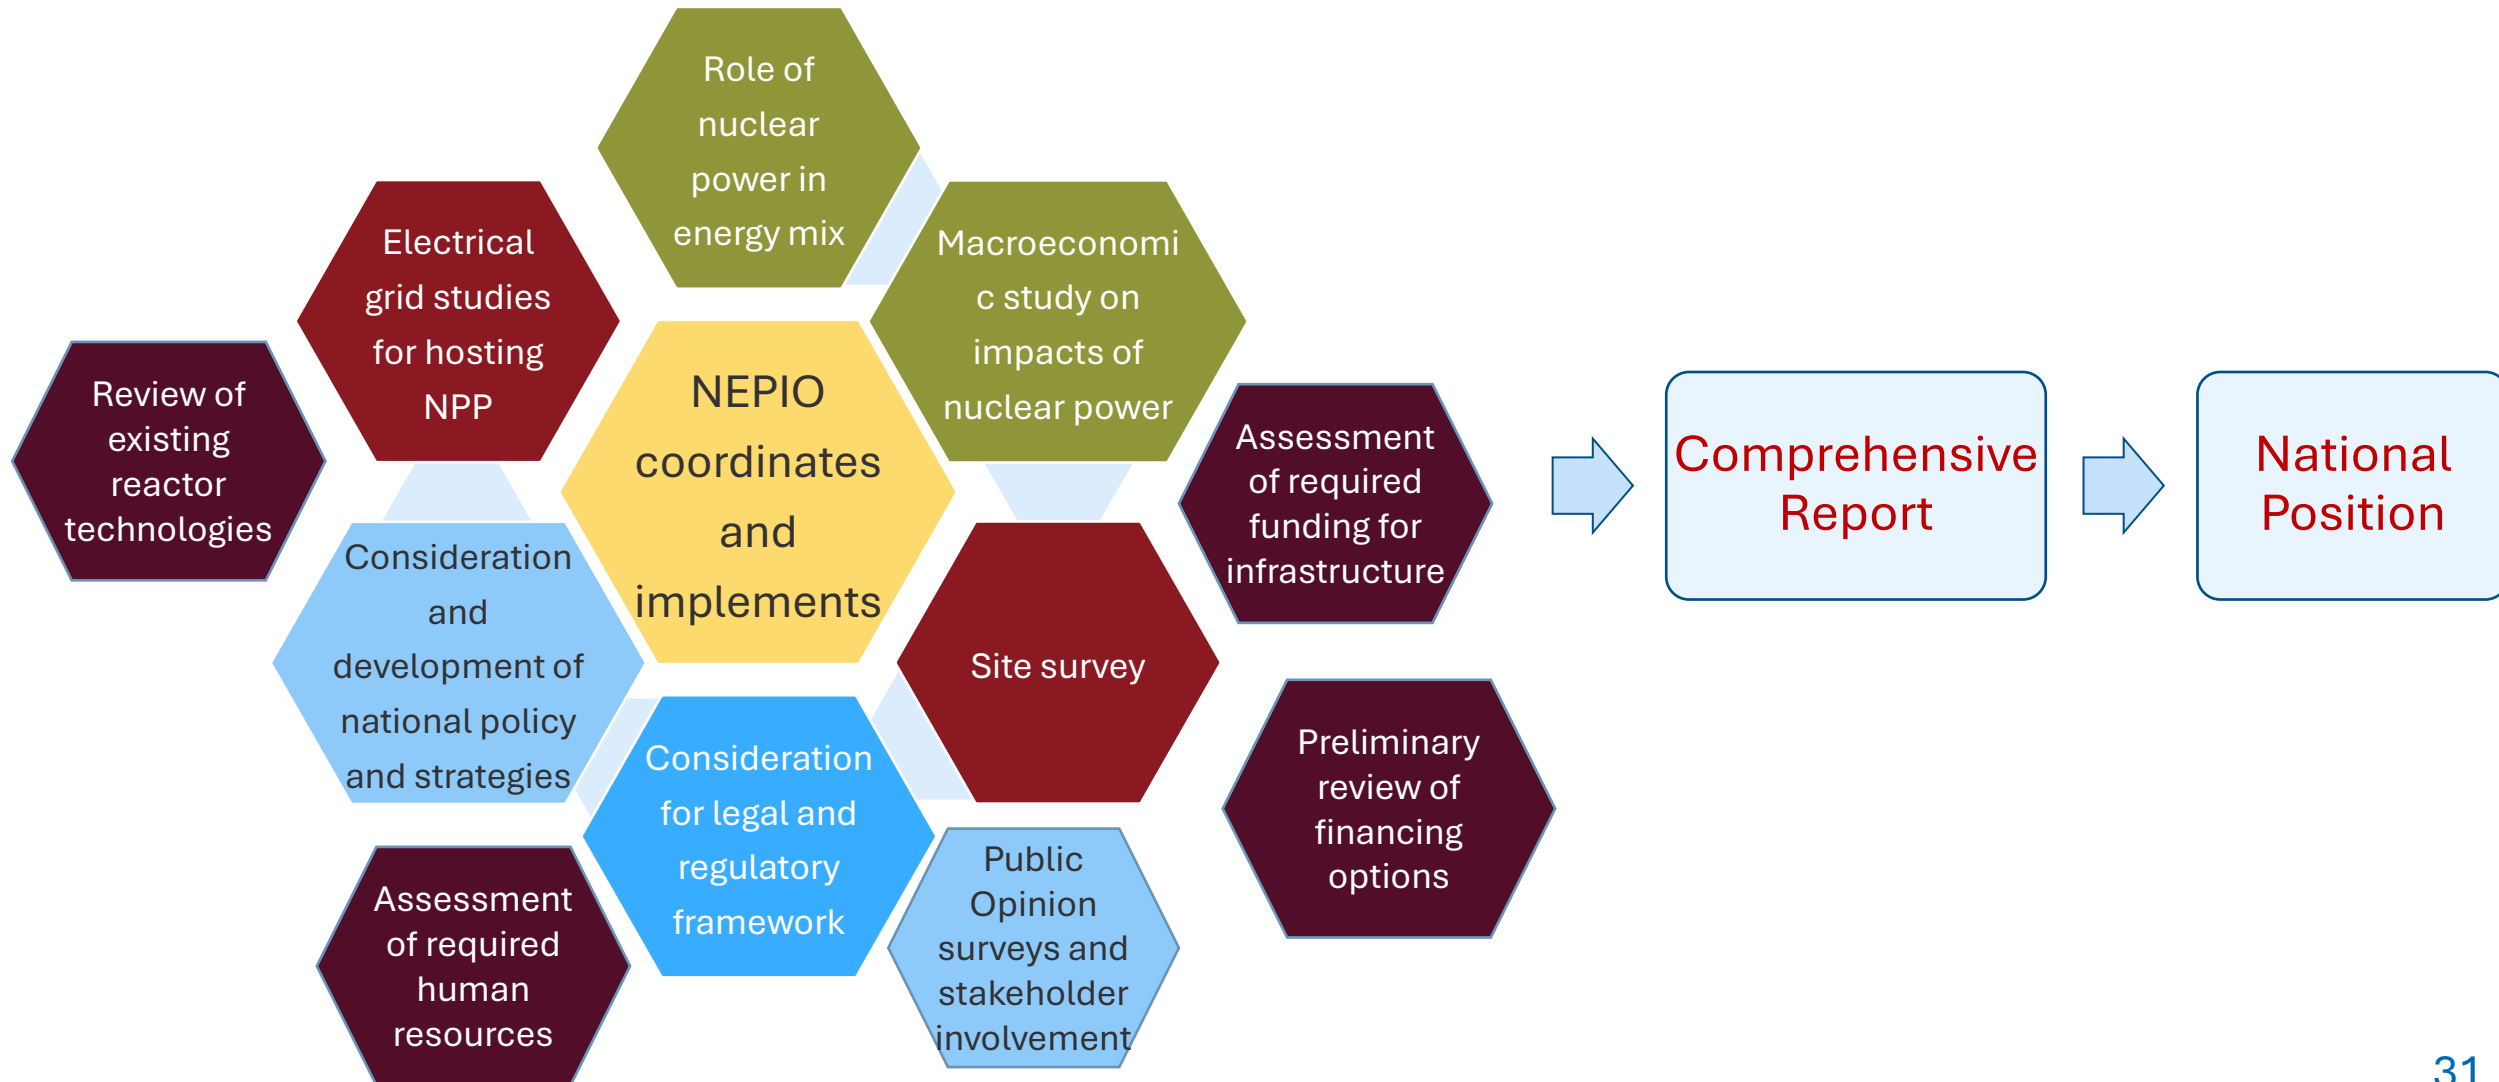 Role of
nuclear
power in
energy mix
Electrical
grid studies
for hosting
NPP
Macroeconomi
c study on
impacts of
nuclear power
Review of
existing
reactor
technologies
NEPIO
coordinates
and
implements
Assessment
of required
funding for
infrastructure
Comprehensive
Report
National
Position
Consideration
and
development of
national policy
and strategies
Site survey
Consideration
for legal and
regulatory
framework
Preliminary
review of
financing
options
Assessment
of required
human
resources
Public
Opinion
surveys and
stakeholder
involvement
31